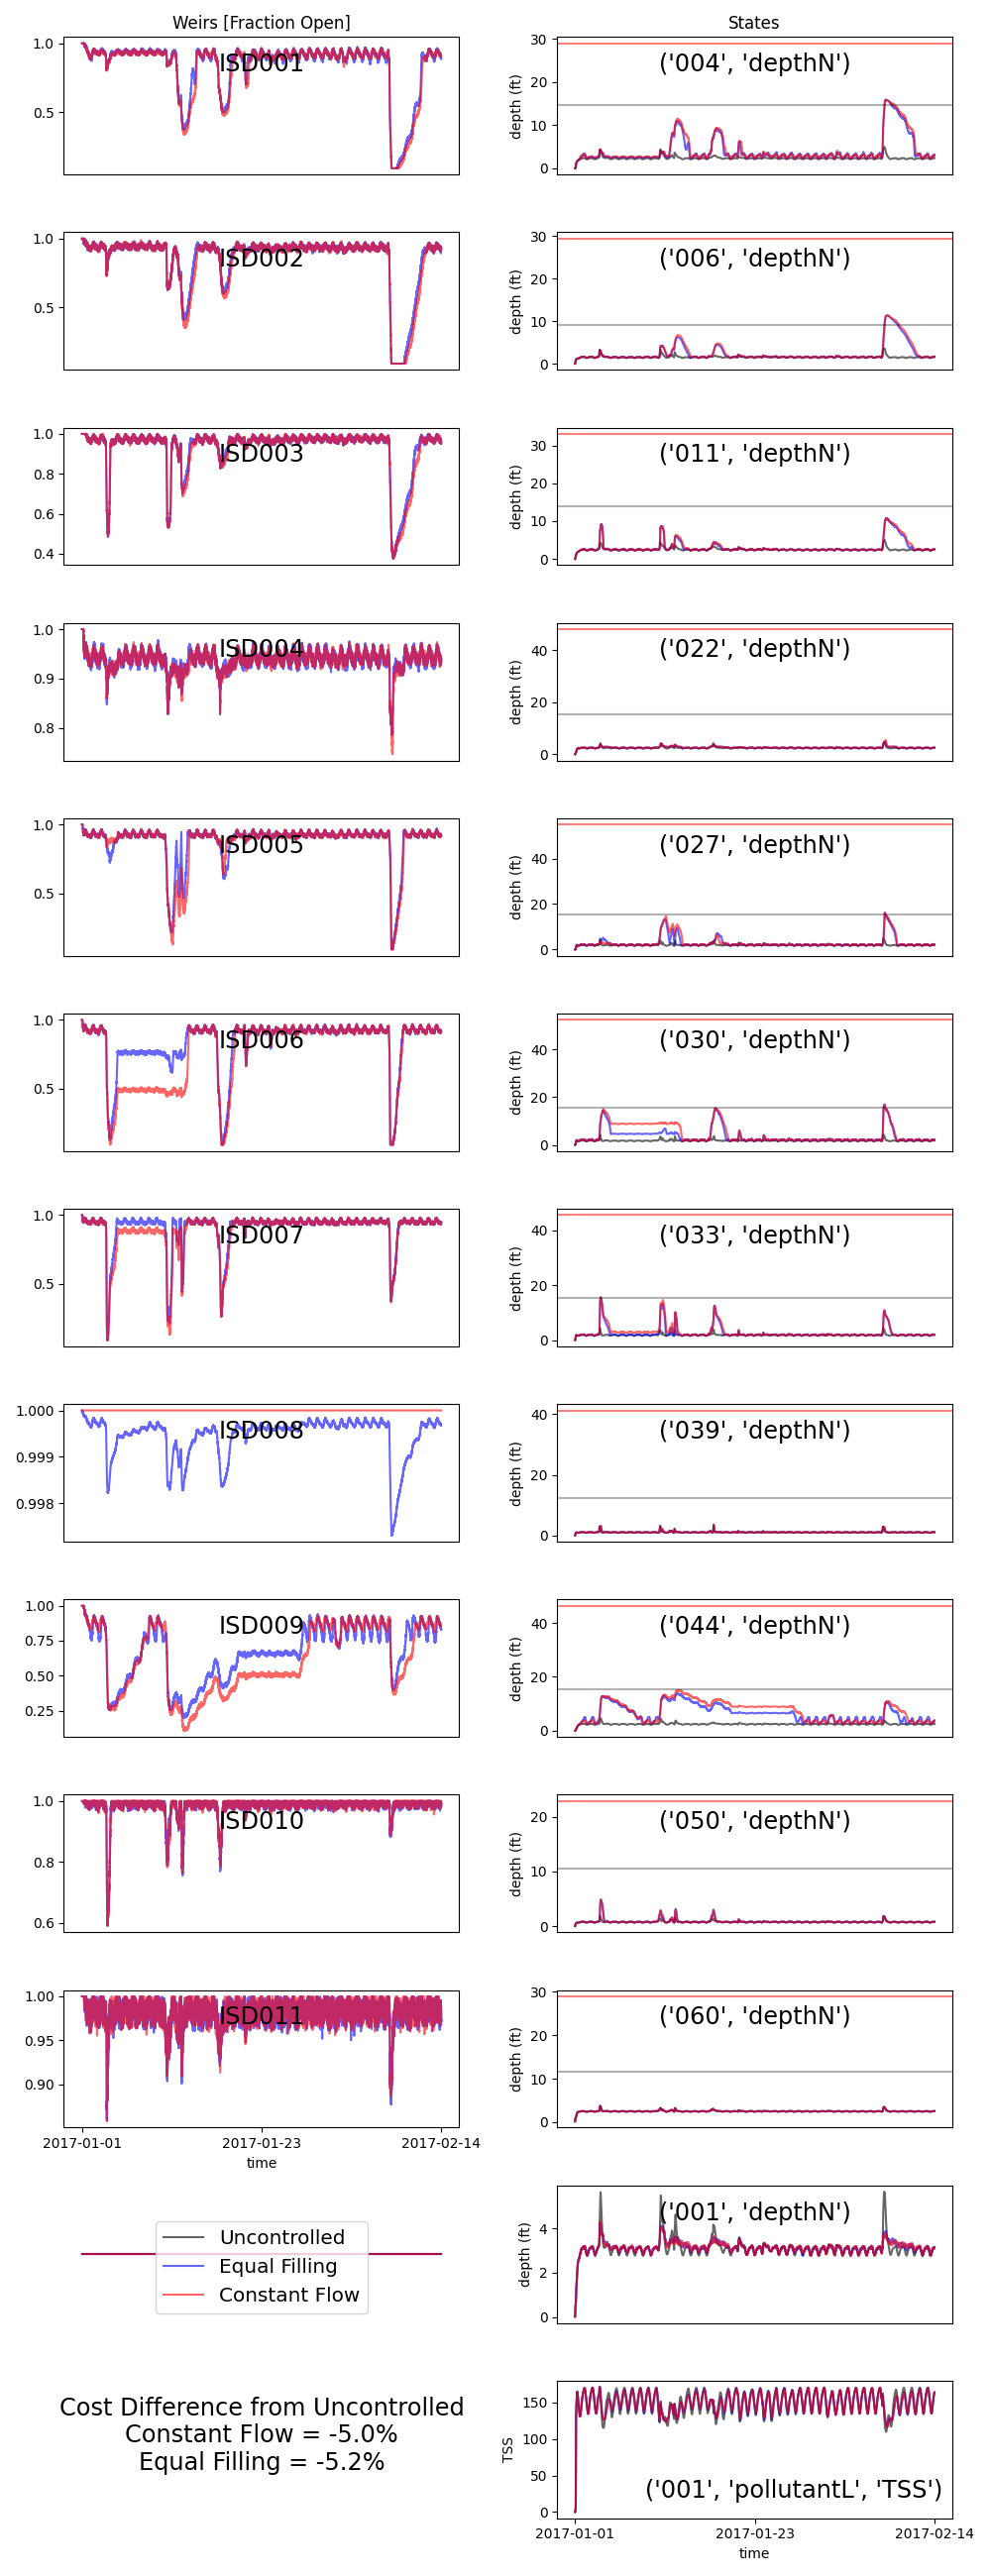 Weirs [Fraction Open]
States
1.0
0.5
ISD001
30
20
10
0
depth (ft)
('004', 'depthN')
1.0
0.5
ISD002
30
20
10
0
depth (ft)
('006', 'depthN')
1.0
0.8
0.6
0.4
ISD003
30
20
10
0
depth (ft)
('011', 'depthN')
1.0
0.9
0.8
ISD004
40
20
0
depth (ft)
('022', 'depthN')
1.0
0.5
ISD005
40
20
0
depth (ft)
('027', 'depthN')
1.0
0.5
ISD006
40
20
0
depth (ft)
('030', 'depthN')
1.0
0.5
ISD007
40
20
0
depth (ft)
('033', 'depthN')
1.000
0.999
0.998
ISD008
40
20
0
depth (ft)
('039', 'depthN')
1.00
0.75
0.50
0.25
ISD009
40
20
0
depth (ft)
('044', 'depthN')
1.0
0.8
0.6
ISD010
20
10
0
depth (ft)
('050', 'depthN')
1.00
0.95
0.90
ISD011
2017-01-01
2017-01-23
2017-02-14
time
30
20
10
0
depth (ft)
('060', 'depthN')
Uncontrolled
Equal Filling
Constant Flow
4
2
0
depth (ft)
('001', 'depthN')
Cost Difference from Uncontrolled
Constant Flow = -5.0%
Equal Filling = -5.2%
150
100
50
0
TSS
('001', 'pollutantL', 'TSS')
2017-01-01
2017-01-23
2017-02-14
time